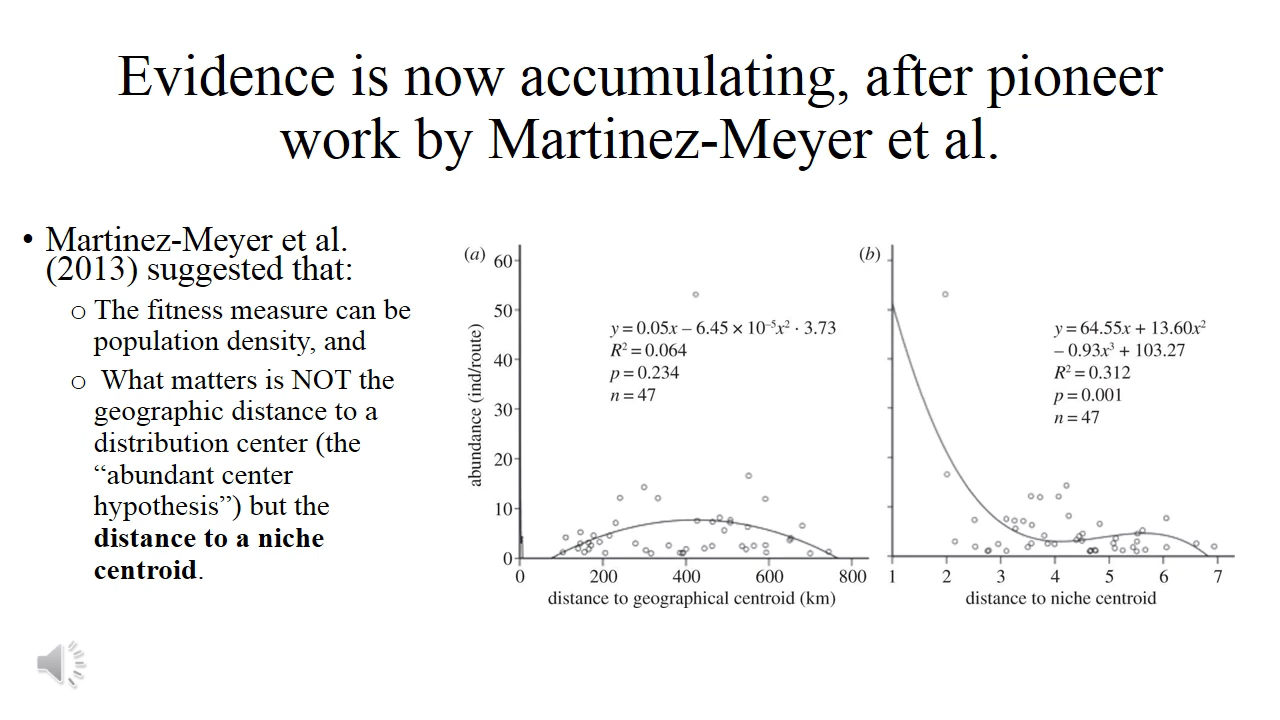 Evidence is now accumulating, after pioneer
work by Martinez-Meyer et al.
• Martinez-Meyer et al.
(2013) suggested that:
o The fitness measure can be
population density, and
o What matters is NOT the
geographic distance to a
distribution center (the
“abundant center
hypothesis”) but the
distance to a niche
centroid.
(a)
abundance (ind/route)
60
50
40
30
20
10
0
y = 0.05x – 6.45 × 10⁻⁵x² · 3.73
R² = 0.064
p = 0.234
n = 47
0 200 400 600 800
distance to geographical centroid (km)
(b)
y = 64.55x + 13.60x²
– 0.93x³ + 103.27
R² = 0.312
p = 0.001
n = 47
1 2 3 4 5 6 7
distance to niche centroid